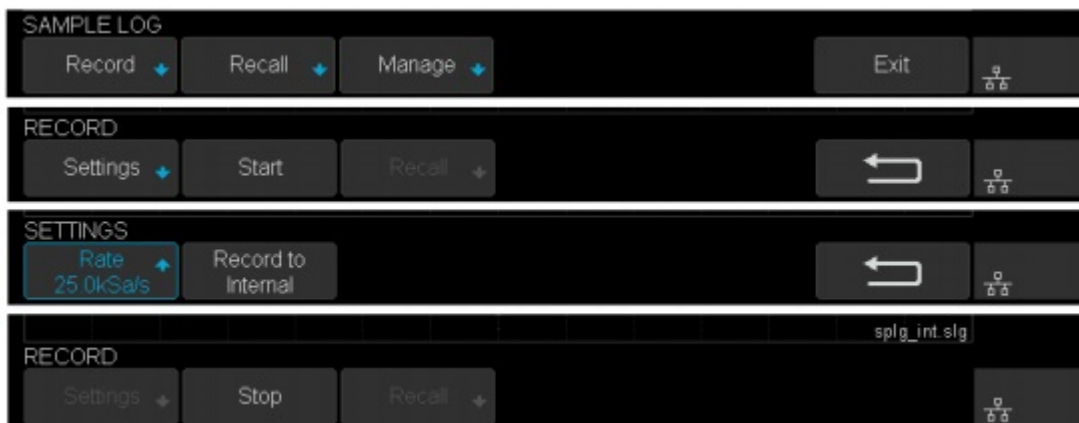 SAMPLE LOG
Record Recall Manage Exit
RECORD
Settings Start Recall
SETTINGS
Rate Record to
25.0kSa/s Internal
splg_int.slg
RECORD
Settings Stop Recall